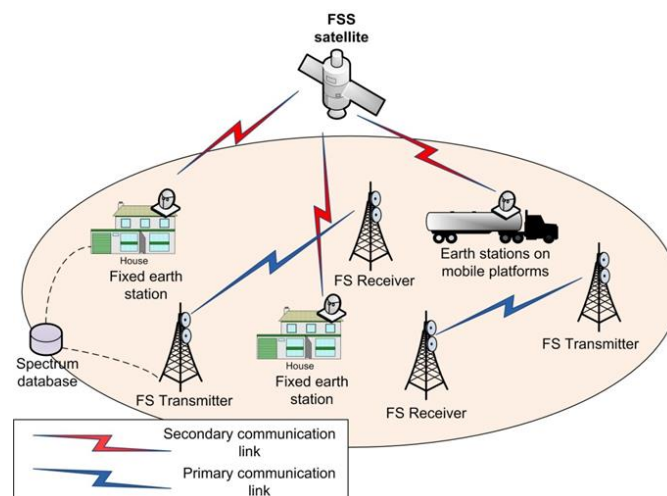 FSS
satellite
House
Fixed earth
station
FS Receiver
Earth stations on
mobile platforms
Spectrum
database
FS Transmitter
House
Fixed earth
station
FS Receiver
FS Transmitter
Secondary communication
link
Primary communication
link